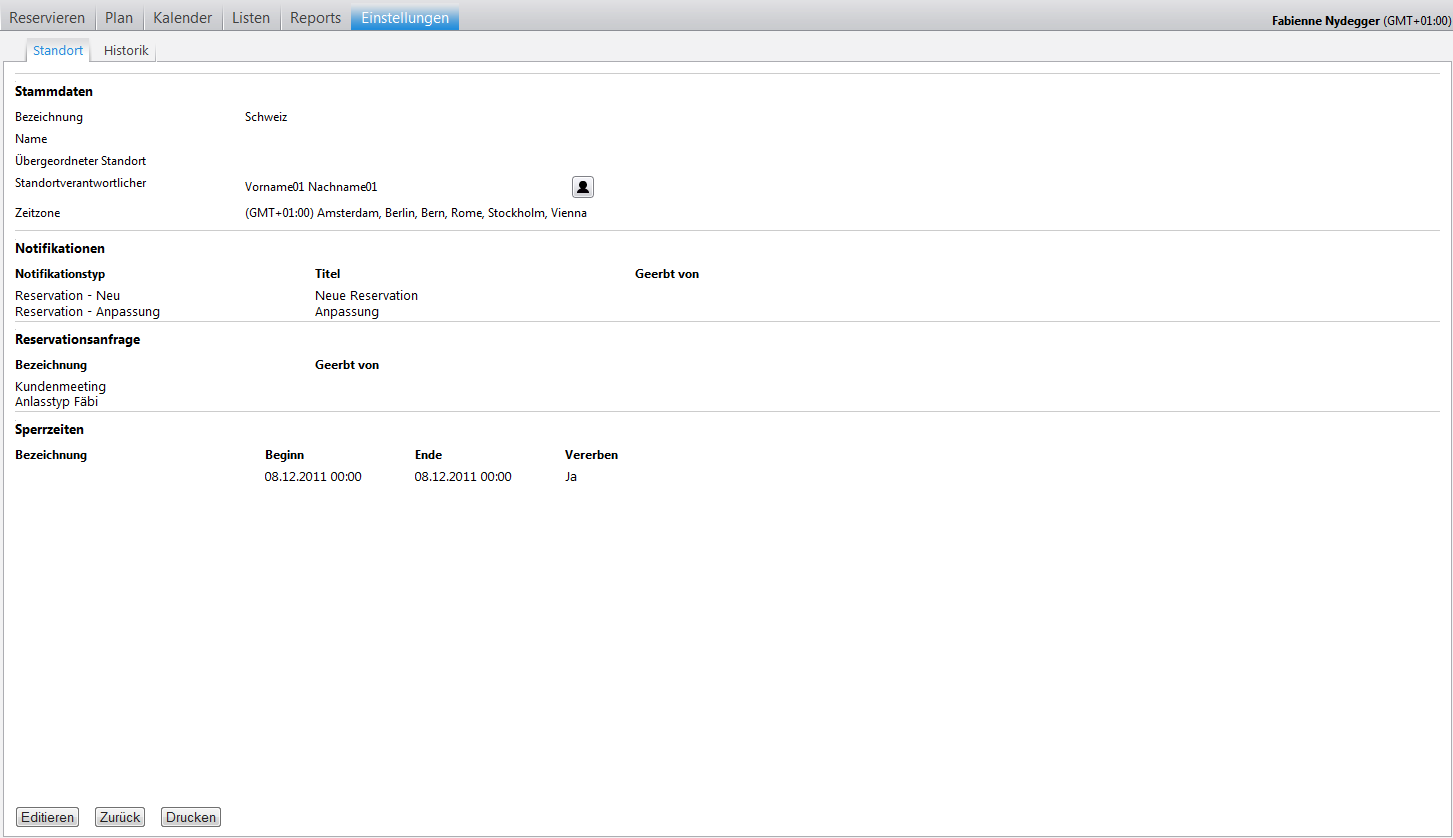 Reservieren Plan Kalender Listen Reports Einstellungen Fabienne Nydegger (GMT+01:00)
Standort Historik
Stammdaten
Bezeichnung Schweiz
Name
Übergeordneter Standort
Standortverantwortlicher Vorname01 Nachname01
Zeitzone (GMT+01:00) Amsterdam, Berlin, Bern, Rome, Stockholm, Vienna
Notifikationen
Notifikationstyp Titel Geerbt von
Reservation - Neu Neue Reservation
Reservation - Anpassung Anpassung
Reservationsanfrage
Bezeichnung Geerbt von
Kundenmeeting
Anlasstyp Fäbi
Sperrzeiten
Bezeichnung Beginn Ende Vererben
08.12.2011 00:00 08.12.2011 00:00 Ja
Editieren Zurück Drucken